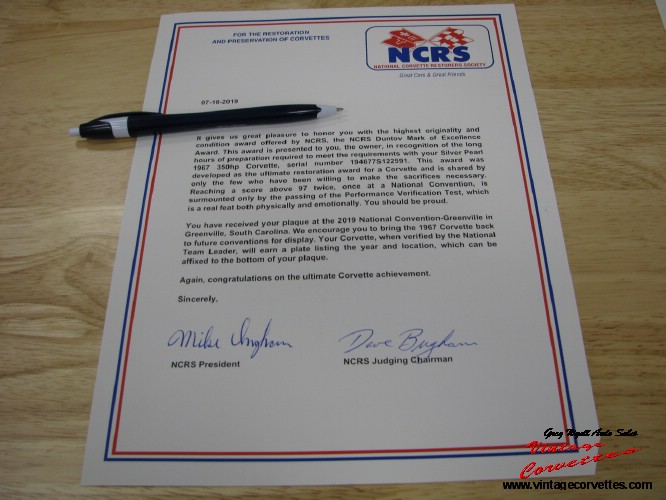 FOR THE RESTORATION
AND PRESERVATION OF CORVETTES
NCRS
NATIONAL CORVETTE RESTORERS SOCIETY
Great Cars & Great Friends
07-18-2019
It gives us great pleasure to honor you with the highest originality and
condition award offered by NCRS, the NCRS Duntov Mark of Excellence
Award. This award is presented to you, the owner, in recognition of the long
hours of preparation required to meet the requirements with your Silver Pearl
1967 350hp Corvette, serial number 194677S122591. This award was
developed as the ultimate restoration award for a Corvette and is shared by
only the few who have been willing to make the sacrifices necessary.
Reaching a score above 97 twice, once at a National Convention, is
surmounted only by the passing of the Performance Verification Test, which
is a real feat both physically and emotionally. You should be proud.
You have received your plaque at the 2019 National Convention-Greenville in
Greenville, South Carolina. We encourage you to bring the 1967 Corvette back
to future conventions for display. Your Corvette, when verified by the National
Team Leader, will earn a plate listing the year and location, which can be
affixed to the bottom of your plaque.
Again, congratulations on the ultimate Corvette achievement.
Sincerely,
Mike Ingham
Dave Brigham
NCRS President
NCRS Judging Chairman
Greg Wyatt Auto Sales
Vintage
Corvettes
www.vintagecorvettes.com